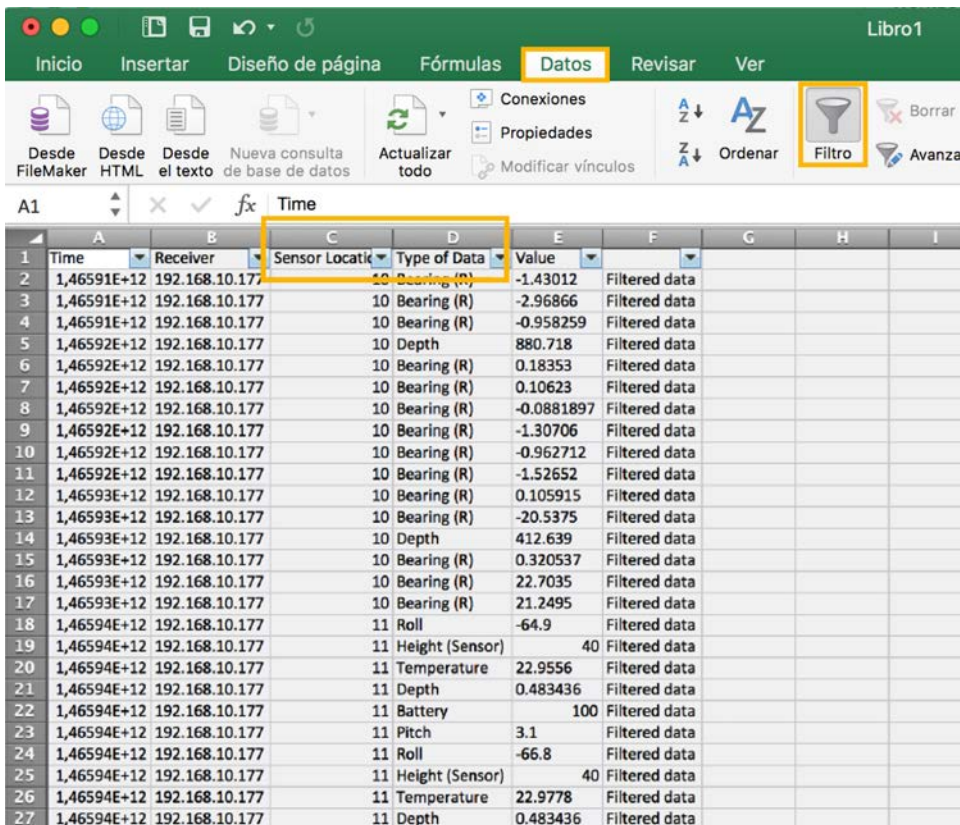 Libro1
Inicio Insertar Diseño de página Fórmulas Datos Revisar Ver
Desde FileMaker Desde HTML Desde el texto Nueva consulta de base de datos Actualizar todo Conexiones Propiedades Modificar vínculos A Z Z A AZ Ordenar Filtro Borrar Avanza
A1 fx Time
A B C D E F G H I
1 Time Receiver Sensor Locatic Type of Data Value
2 1,46591E+12 192.168.10.177 10 Bearing (R) -1.43012 Filtered data
3 1,46591E+12 192.168.10.177 10 Bearing (R) -2.96866 Filtered data
4 1,46591E+12 192.168.10.177 10 Bearing (R) -0.958259 Filtered data
5 1,46592E+12 192.168.10.177 10 Depth 880.718 Filtered data
6 1,46592E+12 192.168.10.177 10 Bearing (R) 0.18353 Filtered data
7 1,46592E+12 192.168.10.177 10 Bearing (R) 0.10623 Filtered data
8 1,46592E+12 192.168.10.177 10 Bearing (R) -0.0881897 Filtered data
9 1,46592E+12 192.168.10.177 10 Bearing (R) -1.30706 Filtered data
10 1,46592E+12 192.168.10.177 10 Bearing (R) -0.962712 Filtered data
11 1,46592E+12 192.168.10.177 10 Bearing (R) -1.52652 Filtered data
12 1,46593E+12 192.168.10.177 10 Bearing (R) 0.105915 Filtered data
13 1,46593E+12 192.168.10.177 10 Bearing (R) -20.5375 Filtered data
14 1,46593E+12 192.168.10.177 10 Depth 412.639 Filtered data
15 1,46593E+12 192.168.10.177 10 Bearing (R) 0.320537 Filtered data
16 1,46593E+12 192.168.10.177 10 Bearing (R) 22.7035 Filtered data
17 1,46593E+12 192.168.10.177 10 Bearing (R) 21.2495 Filtered data
18 1,46594E+12 192.168.10.177 11 Roll -64.9 Filtered data
19 1,46594E+12 192.168.10.177 11 Height (Sensor) 40 Filtered data
20 1,46594E+12 192.168.10.177 11 Temperature 22.9556 Filtered data
21 1,46594E+12 192.168.10.177 11 Depth 0.483436 Filtered data
22 1,46594E+12 192.168.10.177 11 Battery 100 Filtered data
23 1,46594E+12 192.168.10.177 11 Pitch 3.1 Filtered data
24 1,46594E+12 192.168.10.177 11 Roll -66.8 Filtered data
25 1,46594E+12 192.168.10.177 11 Height (Sensor) 40 Filtered data
26 1,46594E+12 192.168.10.177 11 Temperature 22.9778 Filtered data
27 1,46594E+12 192.168.10.177 11 Depth 0.483436 Filtered data